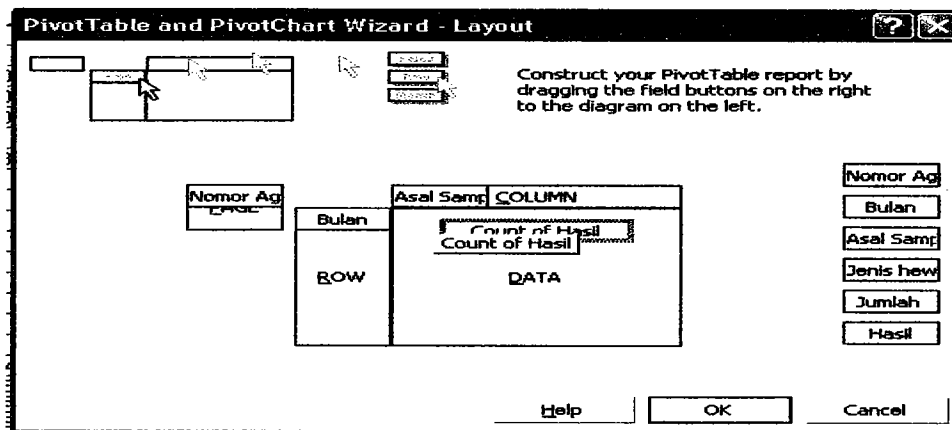 PivotTable and PivotChart Wizard - Layout
Construct your PivotTable report by
dragging the field buttons on the right
to the diagram on the left.
Nomor Ag
PAGE
Bulan
Asal Samp COLUMN
Count of Hasil
Count of Hasil
ROW
DATA
Nomor Ag
Bulan
Asal Samp
Jenis hew
Jumlah
Hasil
Help
OK
Cancel